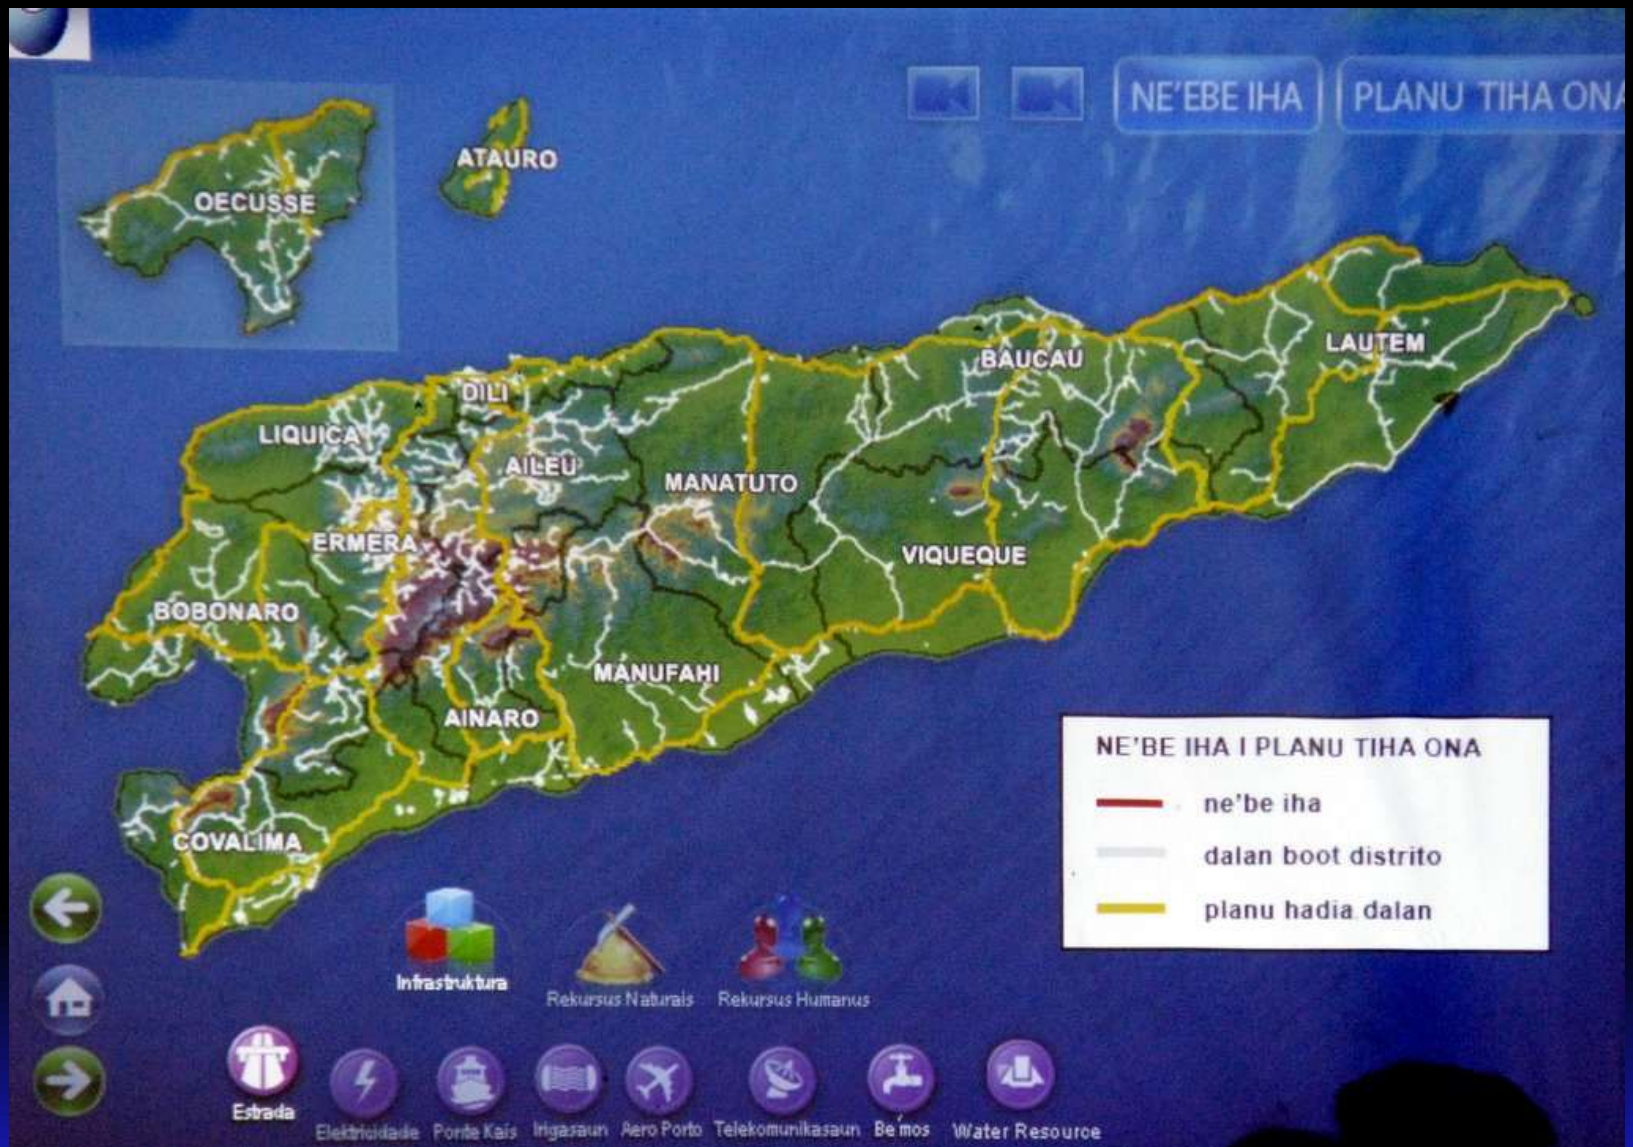 NE'EBE IHA
PLANU TIHA ONA
OECUSSE
ATAURO
LAUTEM
BAUCAU
DILI
LIQUICA
AILEU
MANATUTO
ERMERA
VIQUEQUE
BOBONARO
MANUFAHI
AINARO
COVALIMA
NE'BE IHA I PLANU TIHA ONA
ne'be iha
dalan boot distrito
planu hadia dalan
Infrastruktura
Rekursus Naturais
Rekursus Humanus
Estrada
Elektrisidade
Ponte Kais
Irigasaun
Aero Porto
Telekomunikasaun
Be'mos
Water Resource